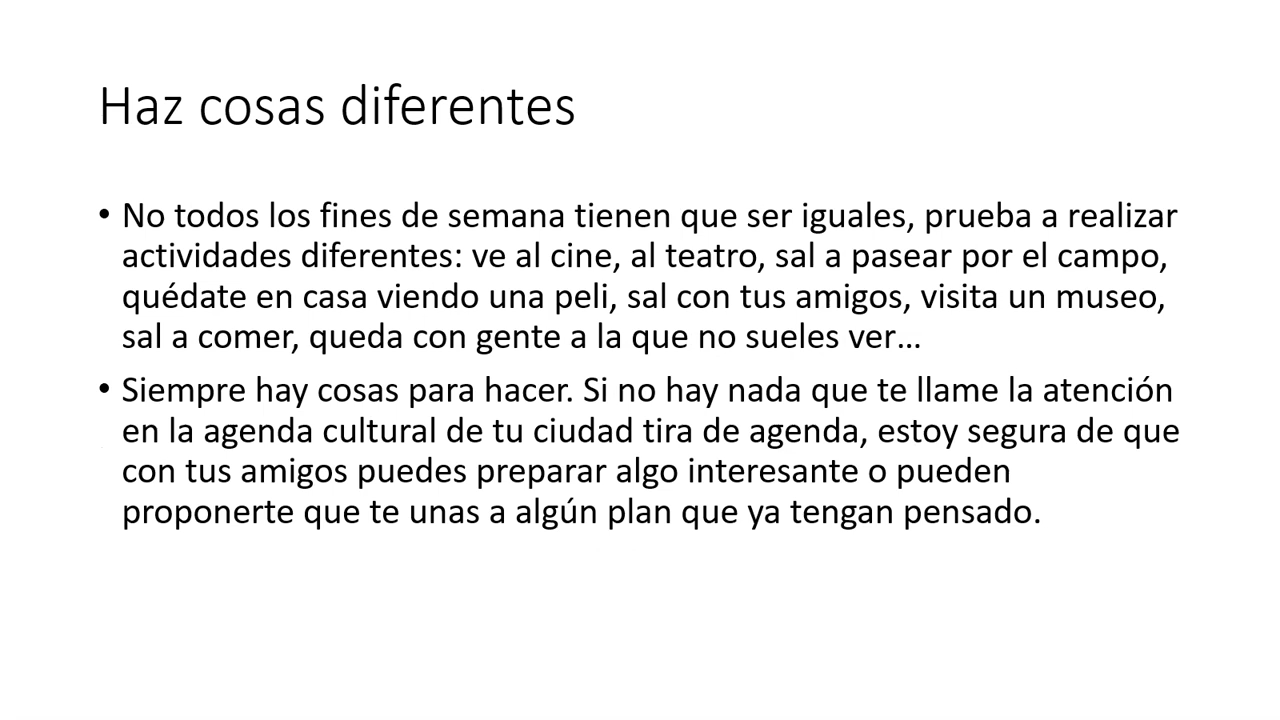 Haz cosas diferentes
• No todos los fines de semana tienen que ser iguales, prueba a realizar
actividades diferentes: ve al cine, al teatro, sal a pasear por el campo,
quédate en casa viendo una peli, sal con tus amigos, visita un museo,
sal a comer, queda con gente a la que no sueles ver…
• Siempre hay cosas para hacer. Si no hay nada que te llame la atención
en la agenda cultural de tu ciudad tira de agenda, estoy segura de que
con tus amigos puedes preparar algo interesante o pueden
proponerte que te unas a algún plan que ya tengan pensado.